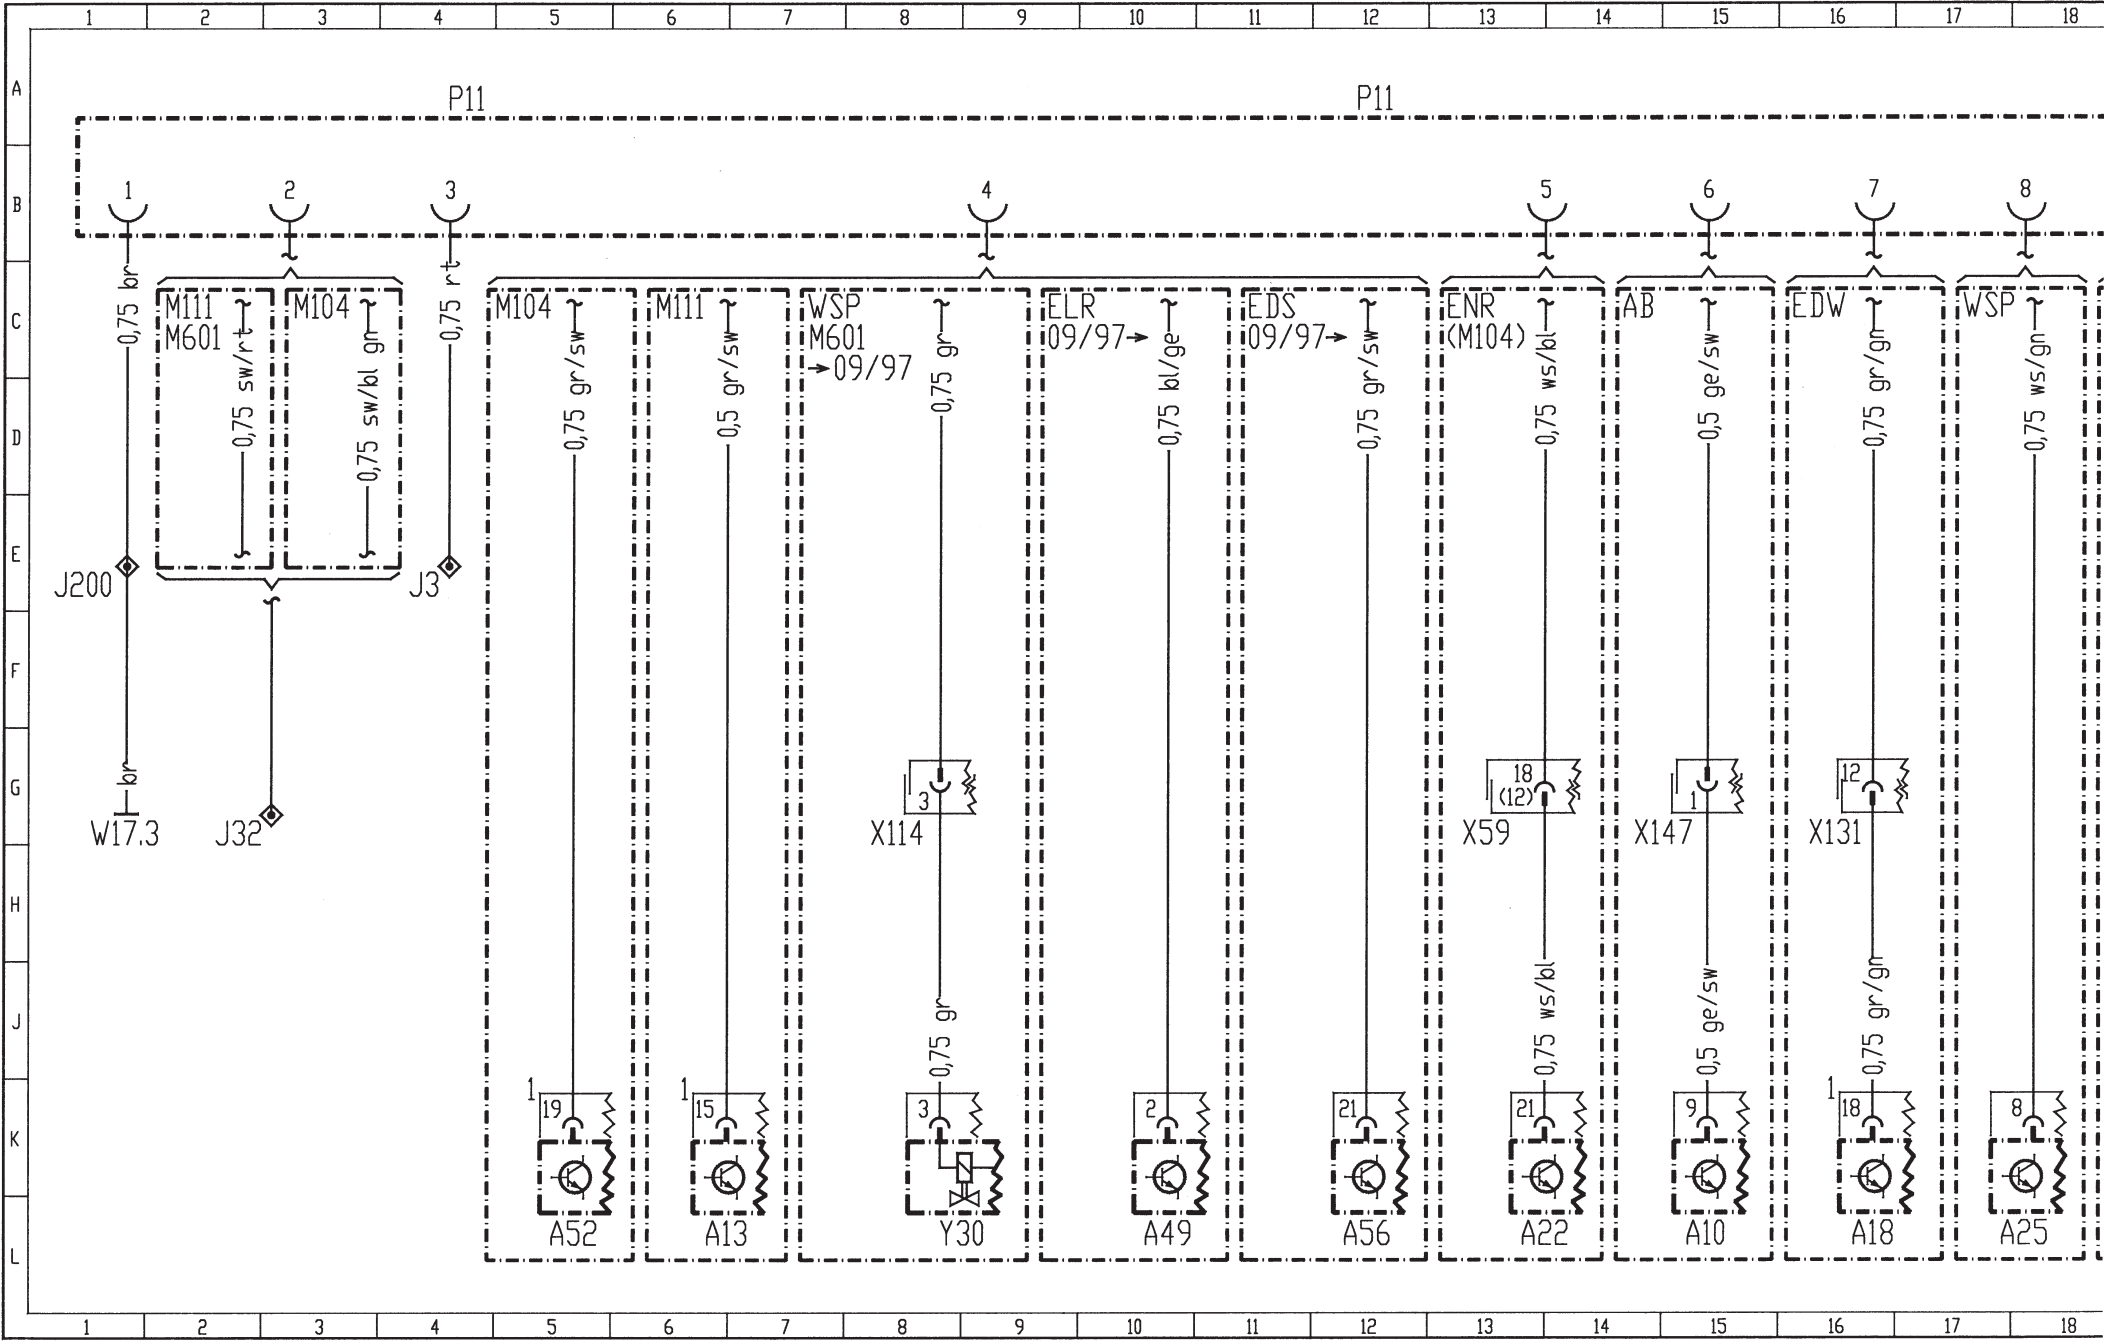 1 2 3 4 5 6 7 8 9 10 11 12 13 14 15 16 17 18
A
P11 P11
B
1 2 3 4 5 6 7 8
C
0,75 br
M111
M601
0,75 sw/rt
M104
0,75 sw/bl gn
0,75 rt
M104
0,75 gr/sw
M111
0,5 gr/sw
WSP
M601
→09/97
0,75 gr
ELR
09/97→
0,75 bl/ge
EDS
09/97→
0,75 gr/sw
ENR
(M104)
0,75 ws/bl
AB
0,5 ge/sw
EDW
0,75 gr/gn
WSP
0,75 ws/gn
D
E
J200 J3
F
G
br
W17.3 J32
3
X114
18
(12)
X59
1
X147
12
X131
H
J
0,75 gr
0,75 ws/bl
0,5 ge/sw
0,75 gr/gn
K
1 19 1 15 3 2 21 21 9 1 18 8
A52 A13 Y30 A49 A56 A22 A10 A18 A25
L
1 2 3 4 5 6 7 8 9 10 11 12 13 14 15 16 17 18